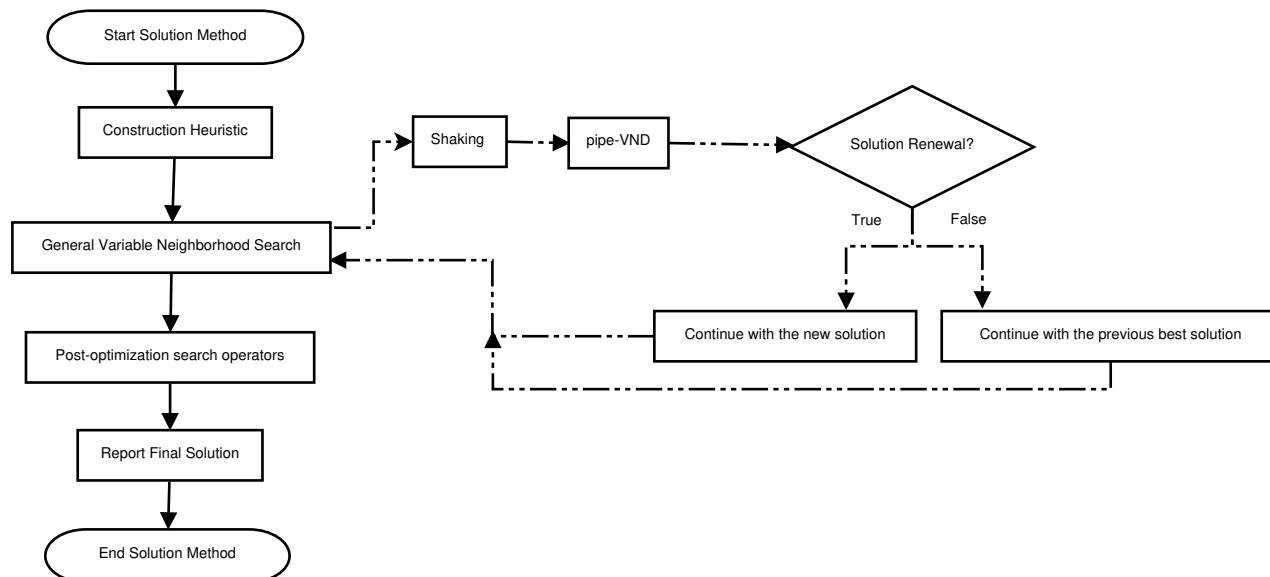 Start Solution Method
Construction Heuristic
General Variable Neighborhood Search
Post-optimization search operators
Report Final Solution
End Solution Method
Shaking
pipe-VND
Solution Renewal?
True
False
Continue with the new solution
Continue with the previous best solution